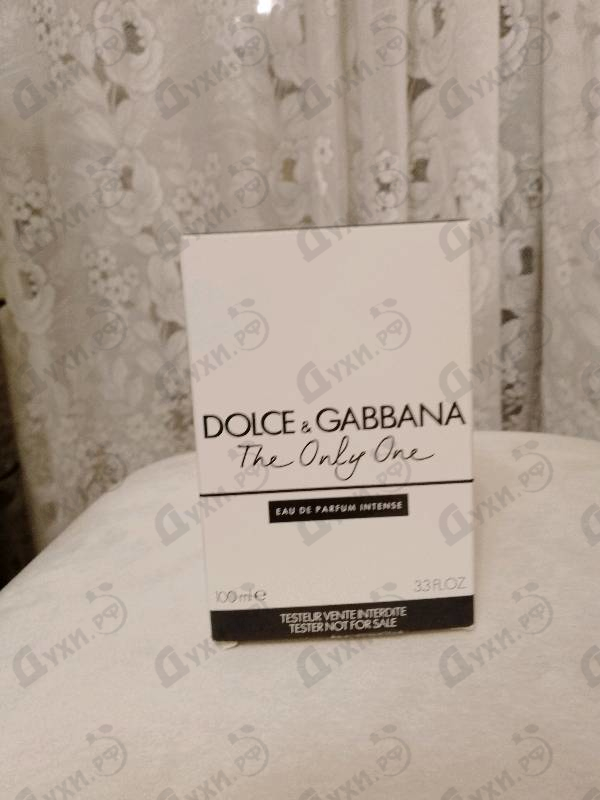 DOLCE & GABBANA
The Only One
EAU DE PARFUM INTENSE
100 ml e 3.3 FL.OZ.
TESTEUR VENTE INTERDITE
TESTER NOT FOR SALE
Духи.РФ